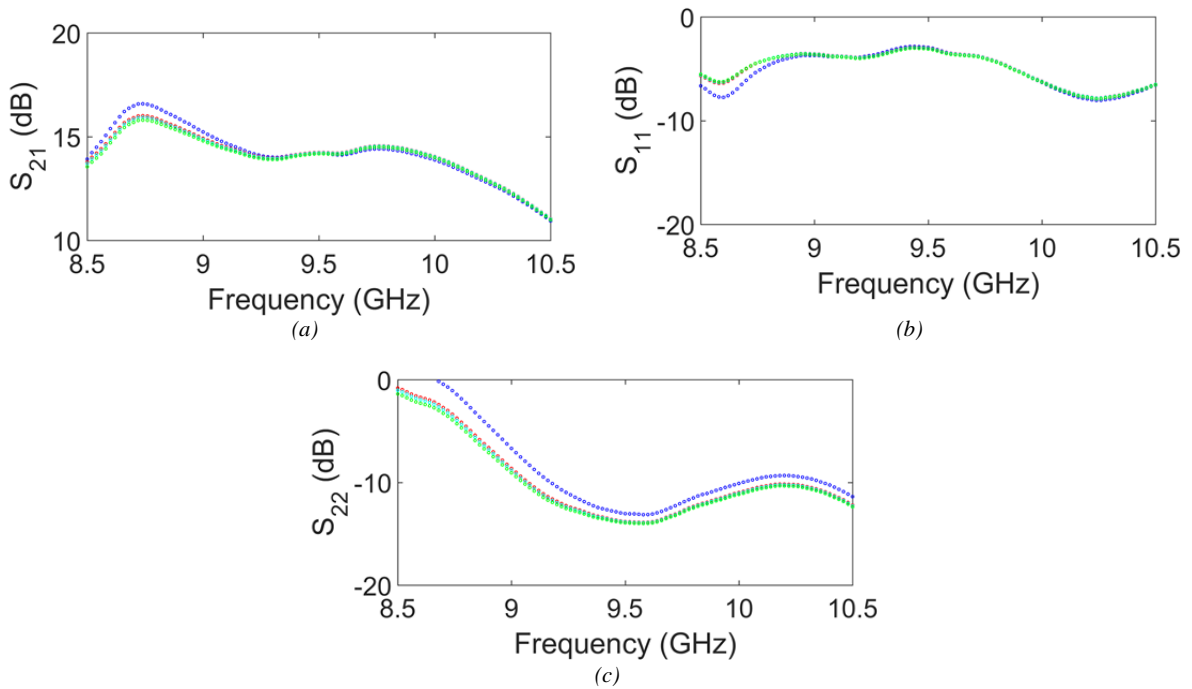 20
15
10
S21 (dB)
8.5 9 9.5 10 10.5
Frequency (GHz)
(a)
0
-10
-20
S11 (dB)
8.5 9 9.5 10 10.5
Frequency (GHz)
(b)
0
-10
-20
S22 (dB)
8.5 9 9.5 10 10.5
Frequency (GHz)
(c)